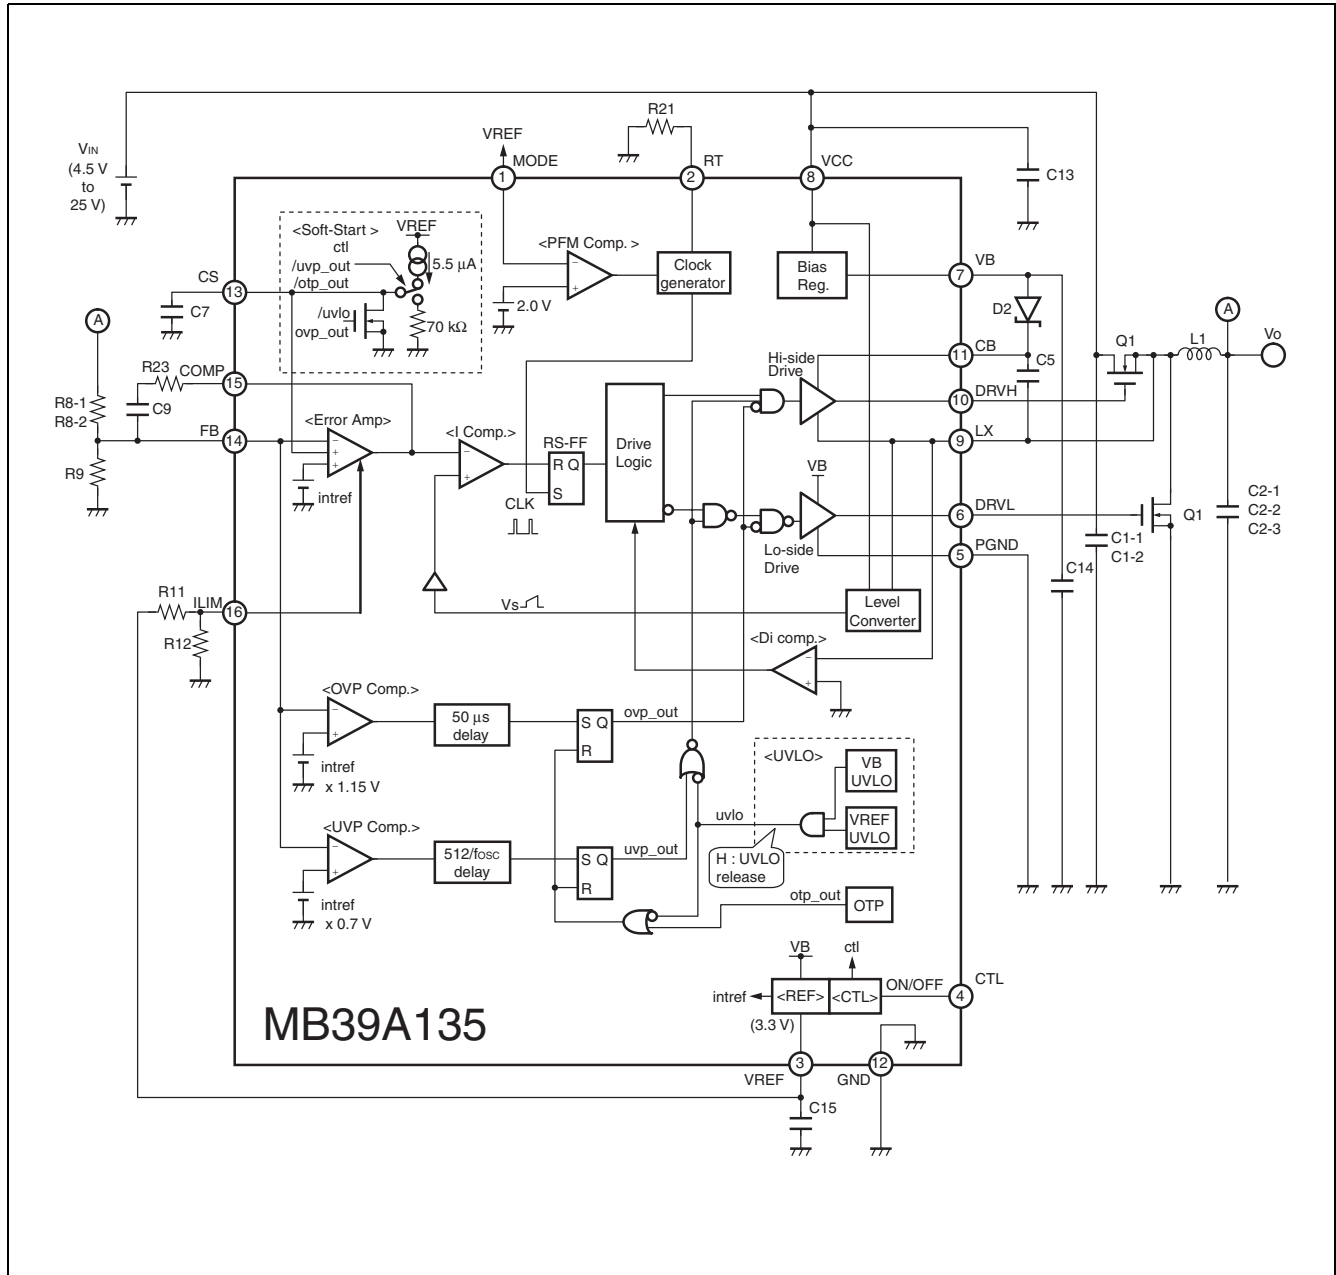 R21
VREF
MODE
RT
VCC
VIN
(4.5 V
to
25 V)
1
2
8
C13
<Soft-Start >
ctl
/uvp_out
/otp_out
VREF
5.5 µA
/uvlo
ovp_out
70 kΩ
<PFM Comp. >
−
+
2.0 V
Clock
generator
Bias
Reg.
CS
13
C7
VB
7
D2
A
A
Vo
Q1
L1
CB
11
C5
Hi-side
Drive
DRVH
10
LX
9
R23
COMP
15
R8-1
R8-2
C9
FB
14
R9
<Error Amp>
−
+
+
intref
<I Comp.>
−
+
RS-FF
R Q
S
CLK
Drive
Logic
VB
DRVL
6
Q1
Lo-side
Drive
PGND
5
C2-1
C2-2
C2-3
C1-1
C1-2
C14
R11
ILIM
16
R12
Vs
Level
Converter
<Di comp.>
−
+
<OVP Comp.>
−
+
intref
x 1.15 V
50 µs
delay
S Q
R
ovp_out
<UVLO>
VB
UVLO
VREF
UVLO
uvlo
H : UVLO
release
<UVP Comp.>
−
+
intref
x 0.7 V
512/fosc
delay
S Q
R
uvp_out
otp_out
OTP
VB
ctl
intref
<REF>
<CTL>
ON/OFF
CTL
4
(3.3 V)
MB39A135
3
12
VREF
GND
C15